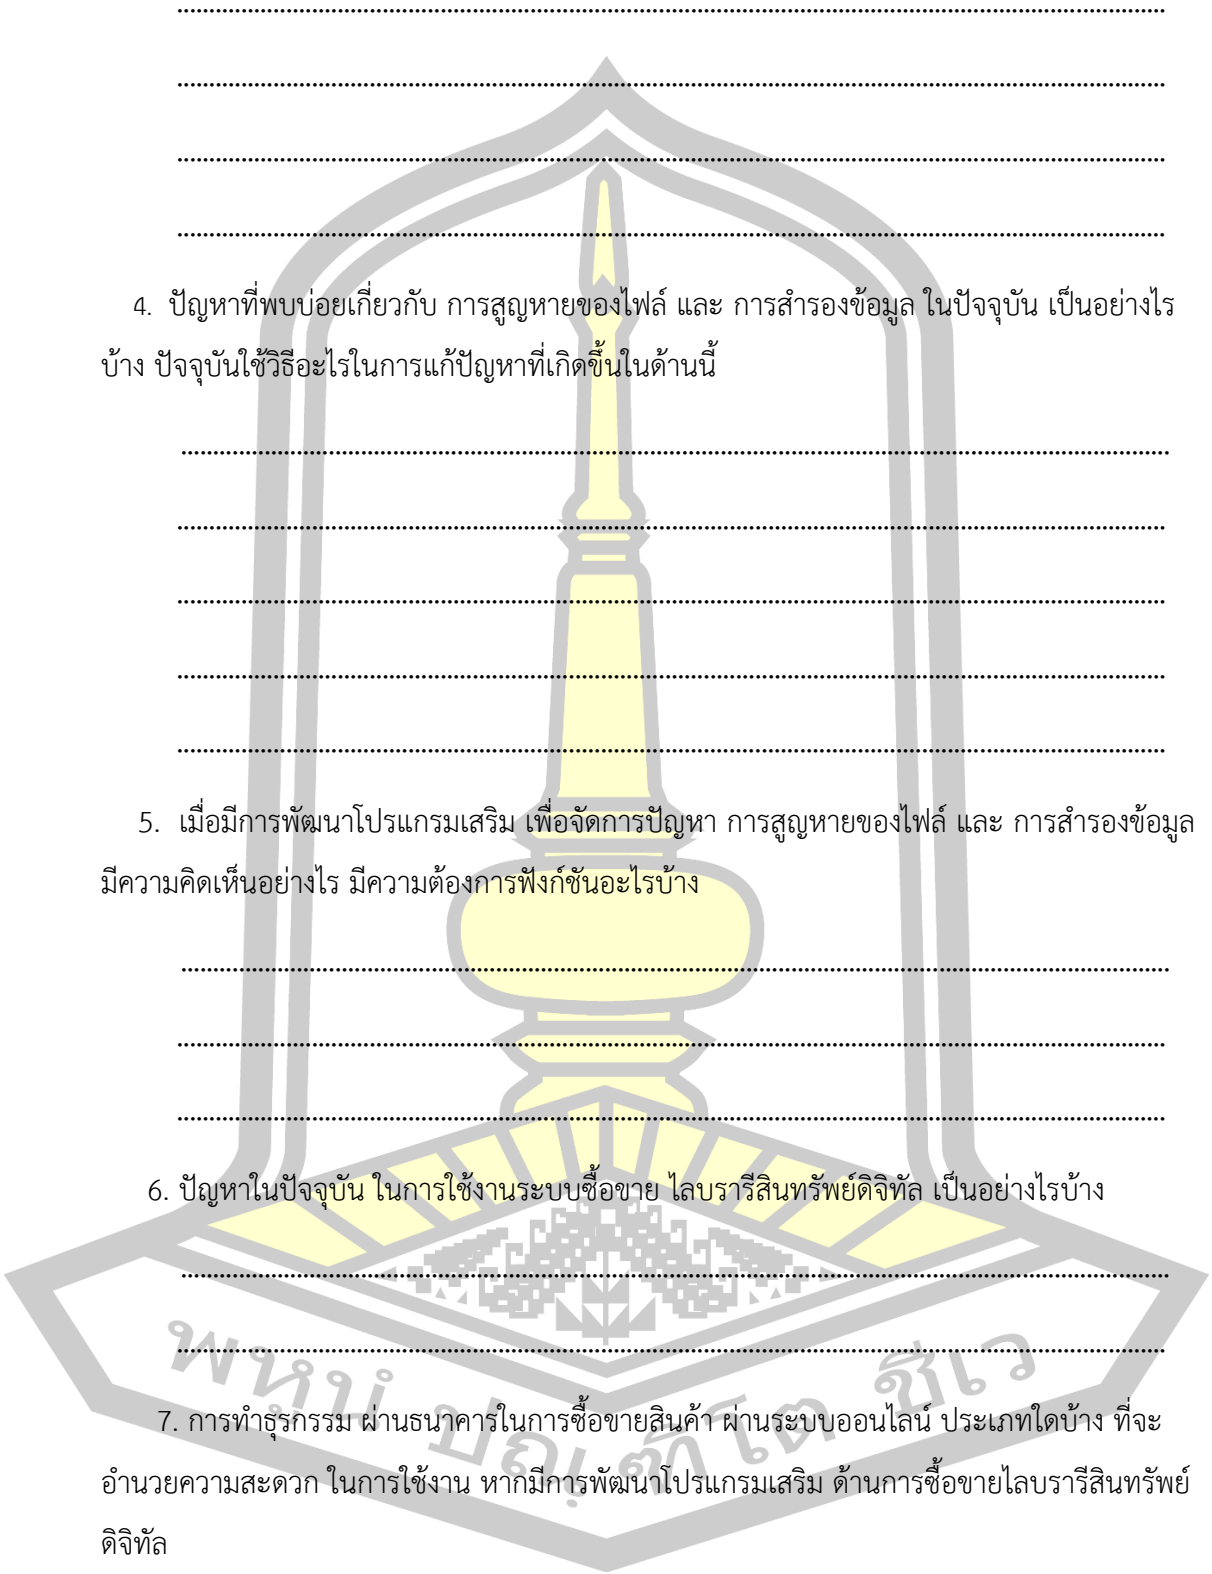 4. ปัญหาที่พบบ่อยเกี่ยวกับ การสูญหายของไฟล์ และ การสำรองข้อมูล ในปัจจุบัน เป็นอย่างไร
บ้าง ปัจจุบันใช้วิธีอะไรในการแก้ปัญหาที่เกิดขึ้นในด้านนี้
5. เมื่อมีการพัฒนาโปรแกรมเสริม เพื่อจัดการปัญหา การสูญหายของไฟล์ และ การสำรองข้อมูล
มีความคิดเห็นอย่างไร มีความต้องการฟังก์ชันอะไรบ้าง
6. ปัญหาในปัจจุบัน ในการใช้งานระบบซื้อขาย ไลบรารีสินทรัพย์ดิจิทัล เป็นอย่างไรบ้าง
พหูนํ ปณฺฑิโต ชีเว
7. การทำธุรกรรม ผ่านธนาคารในการซื้อขายสินค้า ผ่านระบบออนไลน์ ประเภทใดบ้าง ที่จะ
อำนวยความสะดวก ในการใช้งาน หากมีการพัฒนาโปรแกรมเสริม ด้านการซื้อขายไลบรารีสินทรัพย์
ดิจิทัล